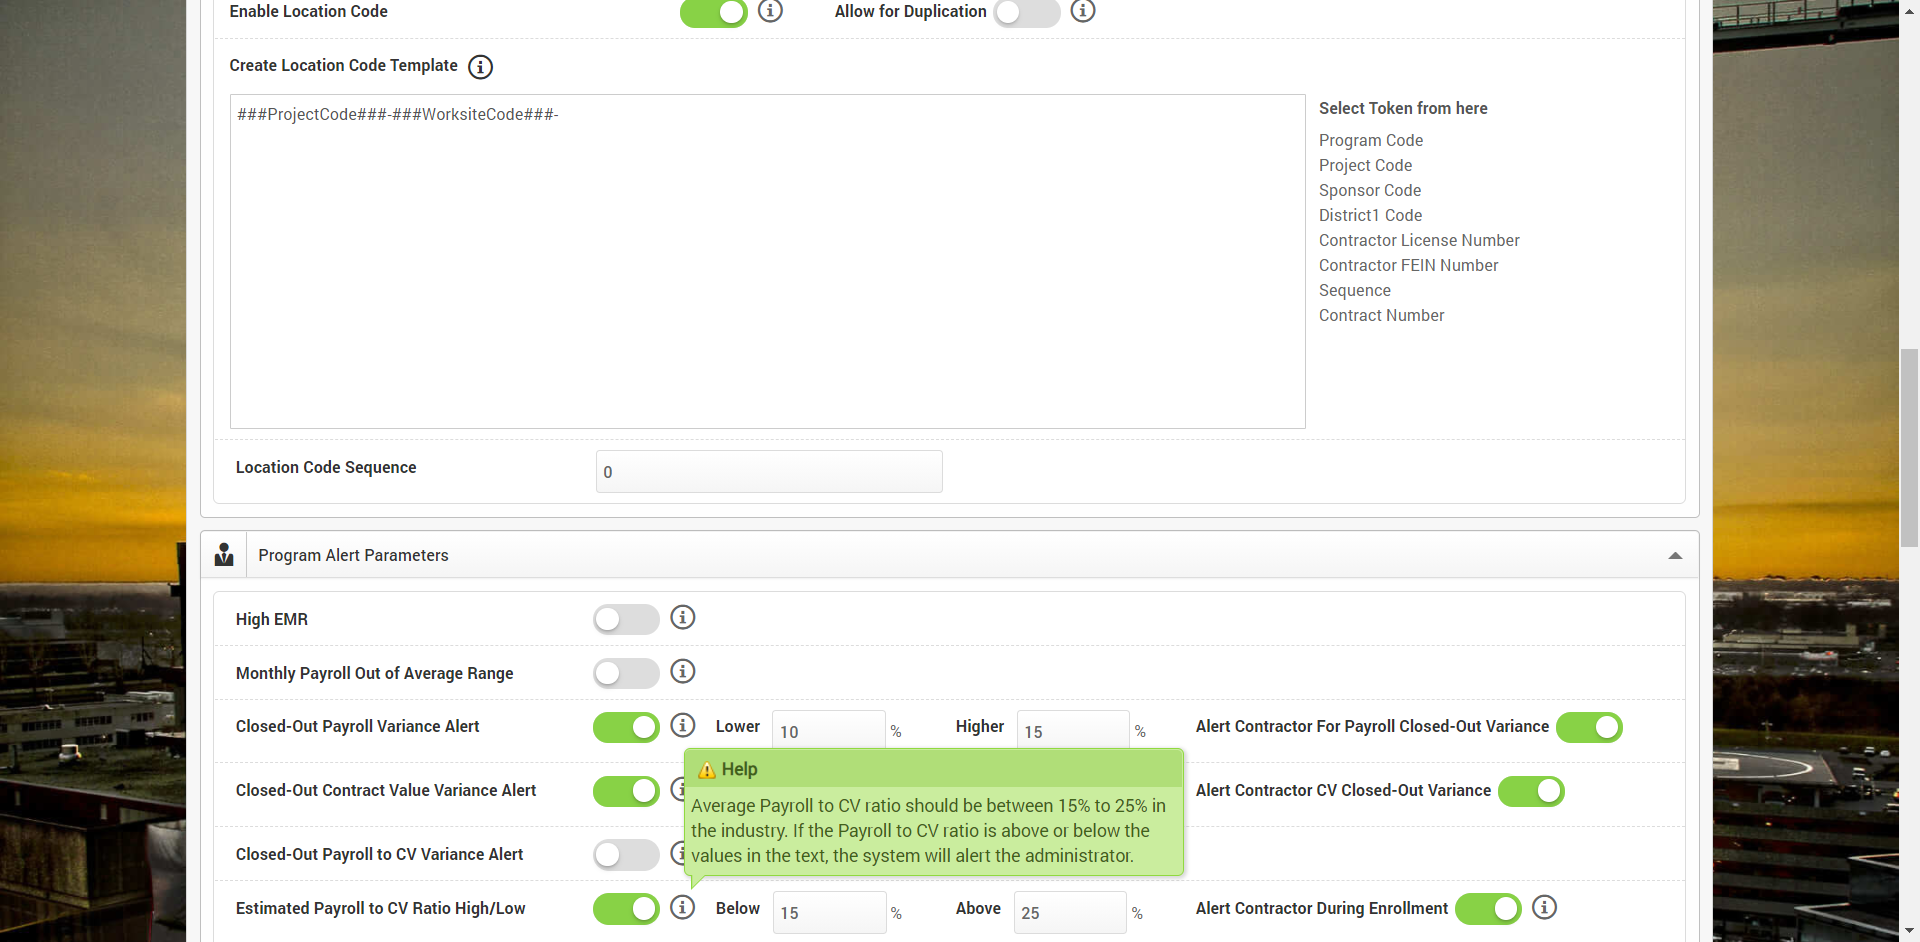 Enable Location Code
Allow for Duplication
Create Location Code Template
###ProjectCode###-###WorksiteCode###-
Select Token from here
Program Code
Project Code
Sponsor Code
District1 Code
Contractor License Number
Contractor FEIN Number
Sequence
Contract Number
Location Code Sequence
0
Program Alert Parameters
High EMR
Monthly Payroll Out of Average Range
Closed-Out Payroll Variance Alert
Lower
10
%
Higher
15
%
Alert Contractor For Payroll Closed-Out Variance
Closed-Out Contract Value Variance Alert
Alert Contractor CV Closed-Out Variance
Help
Average Payroll to CV ratio should be between 15% to 25% in
the industry. If the Payroll to CV ratio is above or below the
values in the text, the system will alert the administrator.
Closed-Out Payroll to CV Variance Alert
Estimated Payroll to CV Ratio High/Low
Below
15
%
Above
25
%
Alert Contractor During Enrollment